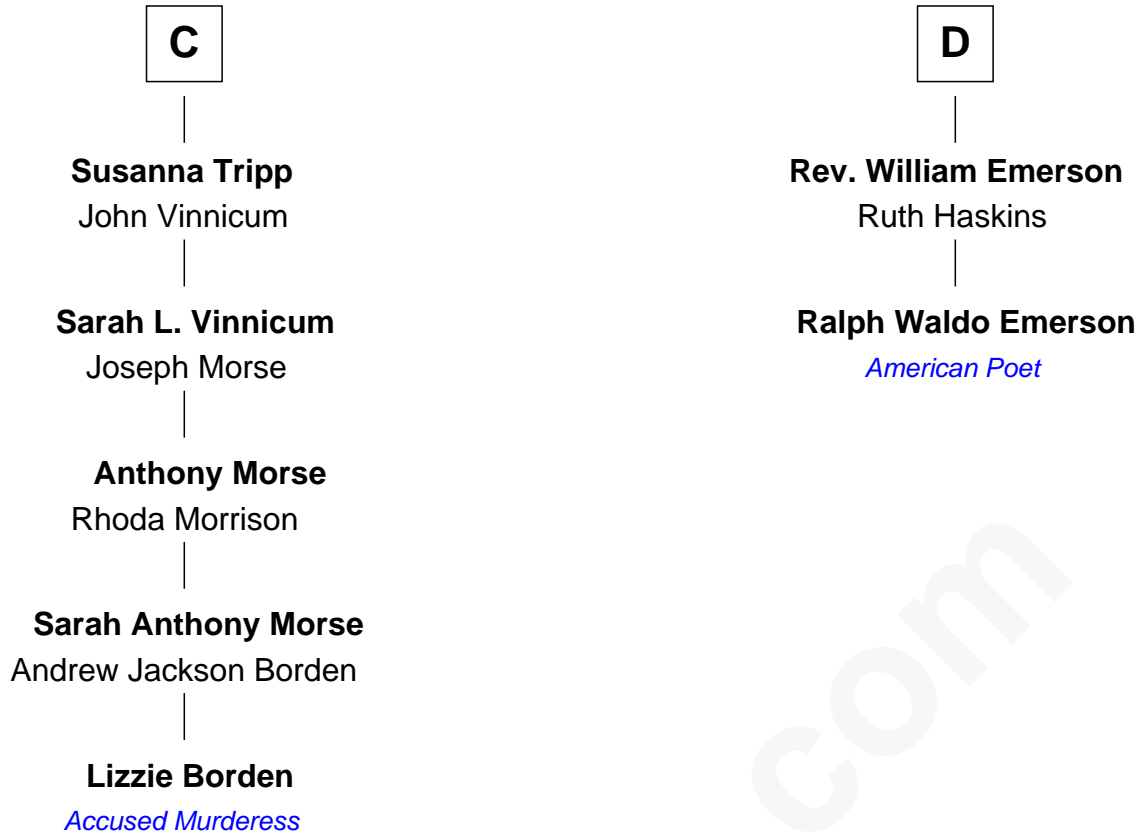 C
Susanna Tripp
John Vinnicum
Sarah L. Vinnicum
Joseph Morse
Anthony Morse
Rhoda Morrison
Sarah Anthony Morse
Andrew Jackson Borden
Lizzie Borden
Accused Murderess
D
Rev. William Emerson
Ruth Haskins
Ralph Waldo Emerson
American Poet
com